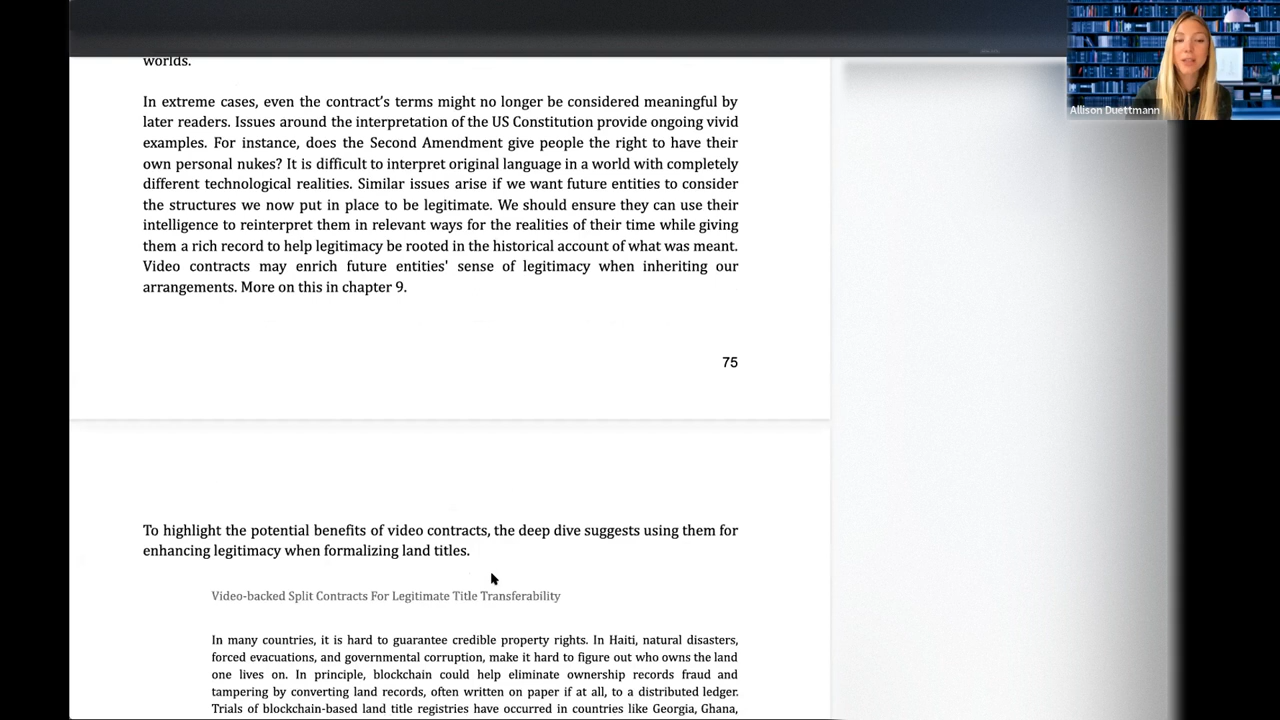 worlds.
In extreme cases, even the contract's terms might no longer be considered meaningful by
later readers. Issues around the interpretation of the US Constitution provide ongoing vivid
examples. For instance, does the Second Amendment give people the right to have their
own personal nukes? It is difficult to interpret original language in a world with completely
different technological realities. Similar issues arise if we want future entities to consider
the structures we now put in place to be legitimate. We should ensure they can use their
intelligence to reinterpret them in relevant ways for the realities of their time while giving
them a rich record to help legitimacy be rooted in the historical account of what was meant.
Video contracts may enrich future entities' sense of legitimacy when inheriting our
arrangements. More on this in chapter 9.
75
To highlight the potential benefits of video contracts, the deep dive suggests using them for
enhancing legitimacy when formalizing land titles.
Video-backed Split Contracts For Legitimate Title Transferability
In many countries, it is hard to guarantee credible property rights. In Haiti, natural disasters,
forced evacuations, and governmental corruption, make it hard to figure out who owns the land
one lives on. In principle, blockchain could help eliminate ownership records fraud and
tampering by converting land records, often written on paper if at all, to a distributed ledger.
Trials of blockchain-based land title registries have occurred in countries like Georgia, Ghana,
Allison Duettmann